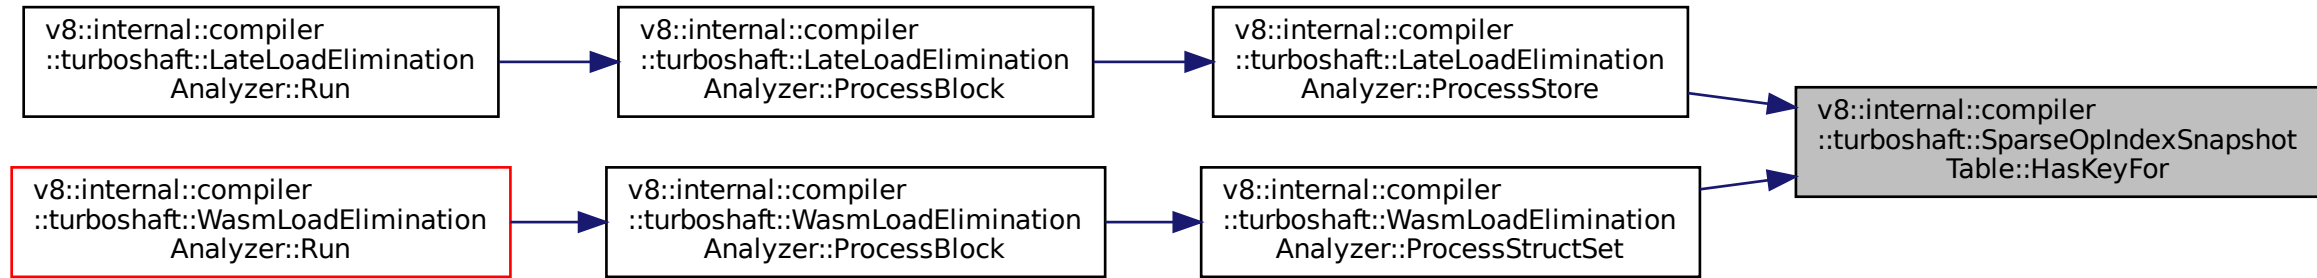 v8::internal::compiler
::turboshaft::LateLoadElimination
Analyzer::Run
v8::internal::compiler
::turboshaft::LateLoadElimination
Analyzer::ProcessBlock
v8::internal::compiler
::turboshaft::LateLoadElimination
Analyzer::ProcessStore
v8::internal::compiler
::turboshaft::SparseOpIndexSnapshot
Table::HasKeyFor
v8::internal::compiler
::turboshaft::WasmLoadElimination
Analyzer::Run
v8::internal::compiler
::turboshaft::WasmLoadElimination
Analyzer::ProcessBlock
v8::internal::compiler
::turboshaft::WasmLoadElimination
Analyzer::ProcessStructSet